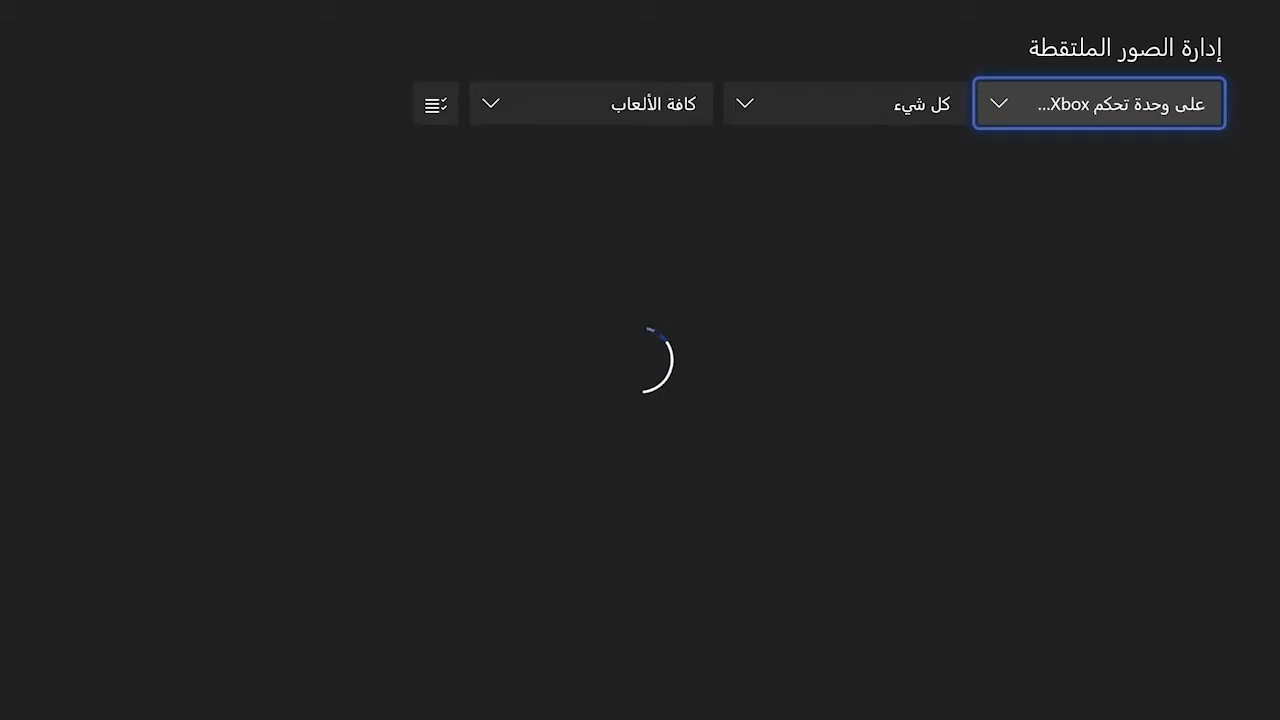 إدارة الصور الملتقطة
على وحدة تحكم Xbox...
كل شيء
كافة الألعاب